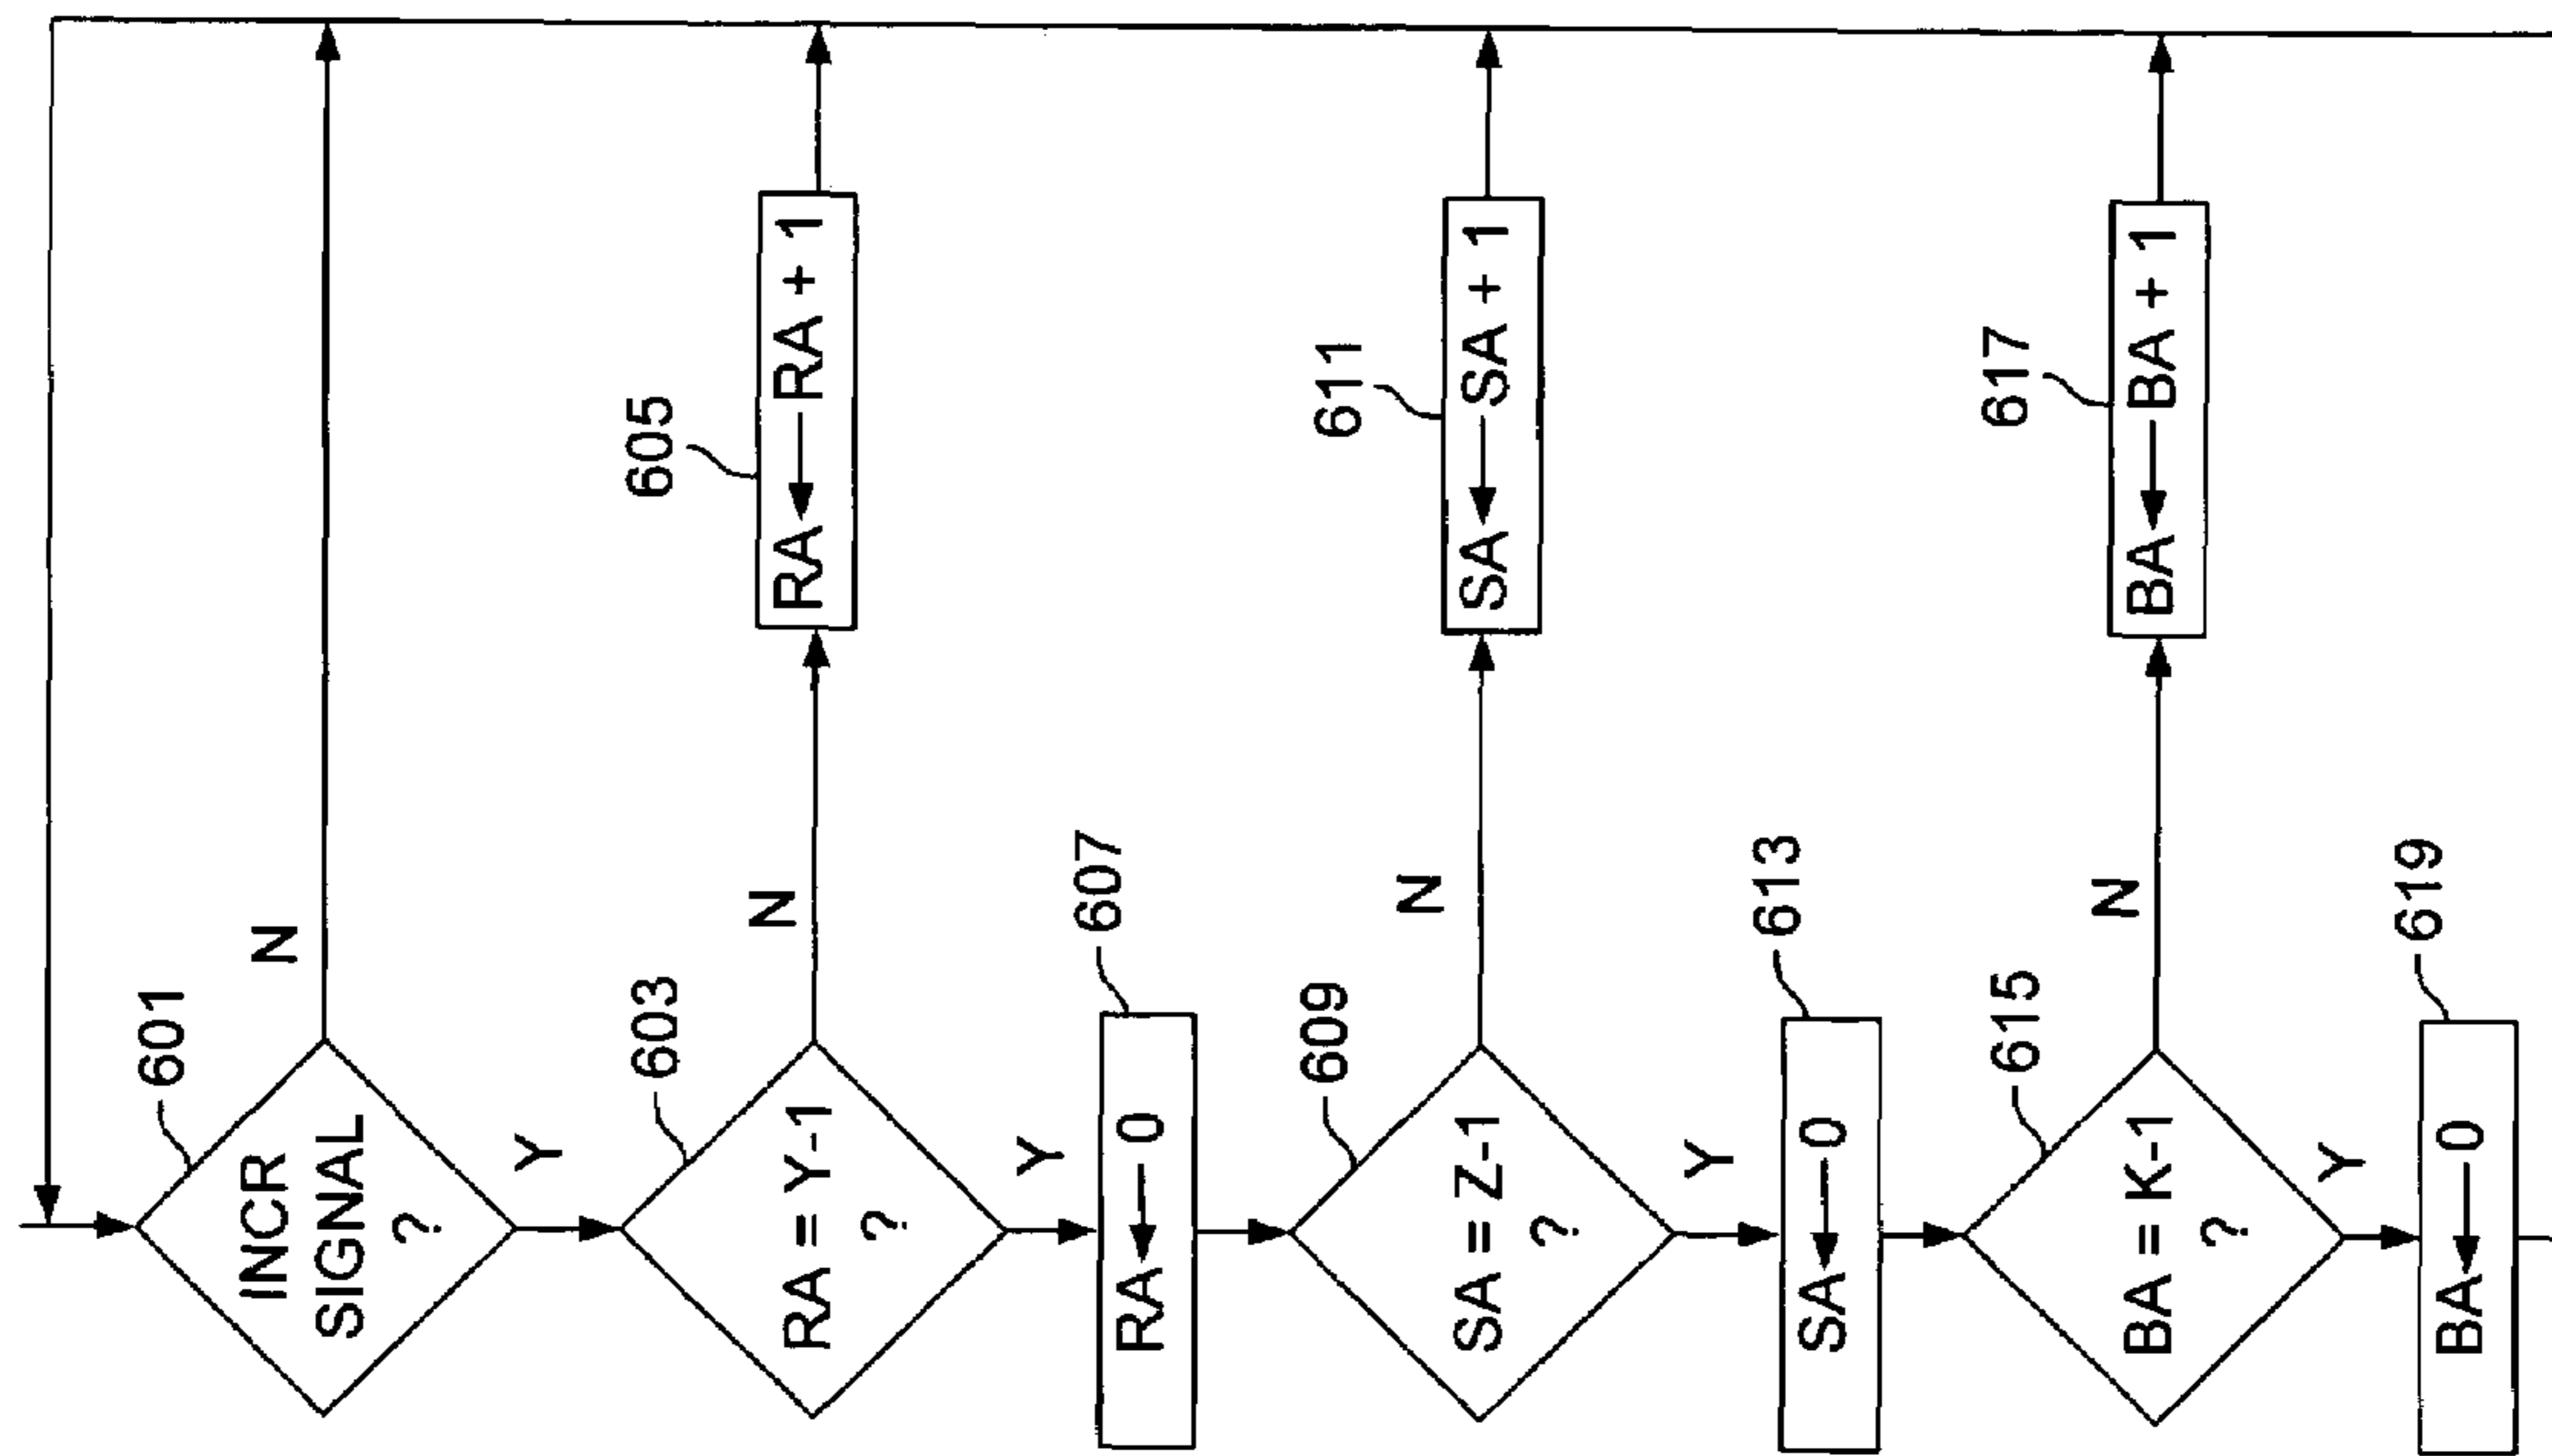 601
INCR
SIGNAL
?
N
Y
603
RA = Y-1
?
N
605
RA ← RA + 1
Y
607
RA ← 0
609
SA = Z-1
?
N
611
SA ← SA + 1
Y
613
SA ← 0
615
BA = K-1
?
N
617
BA ← BA + 1
Y
619
BA ← 0